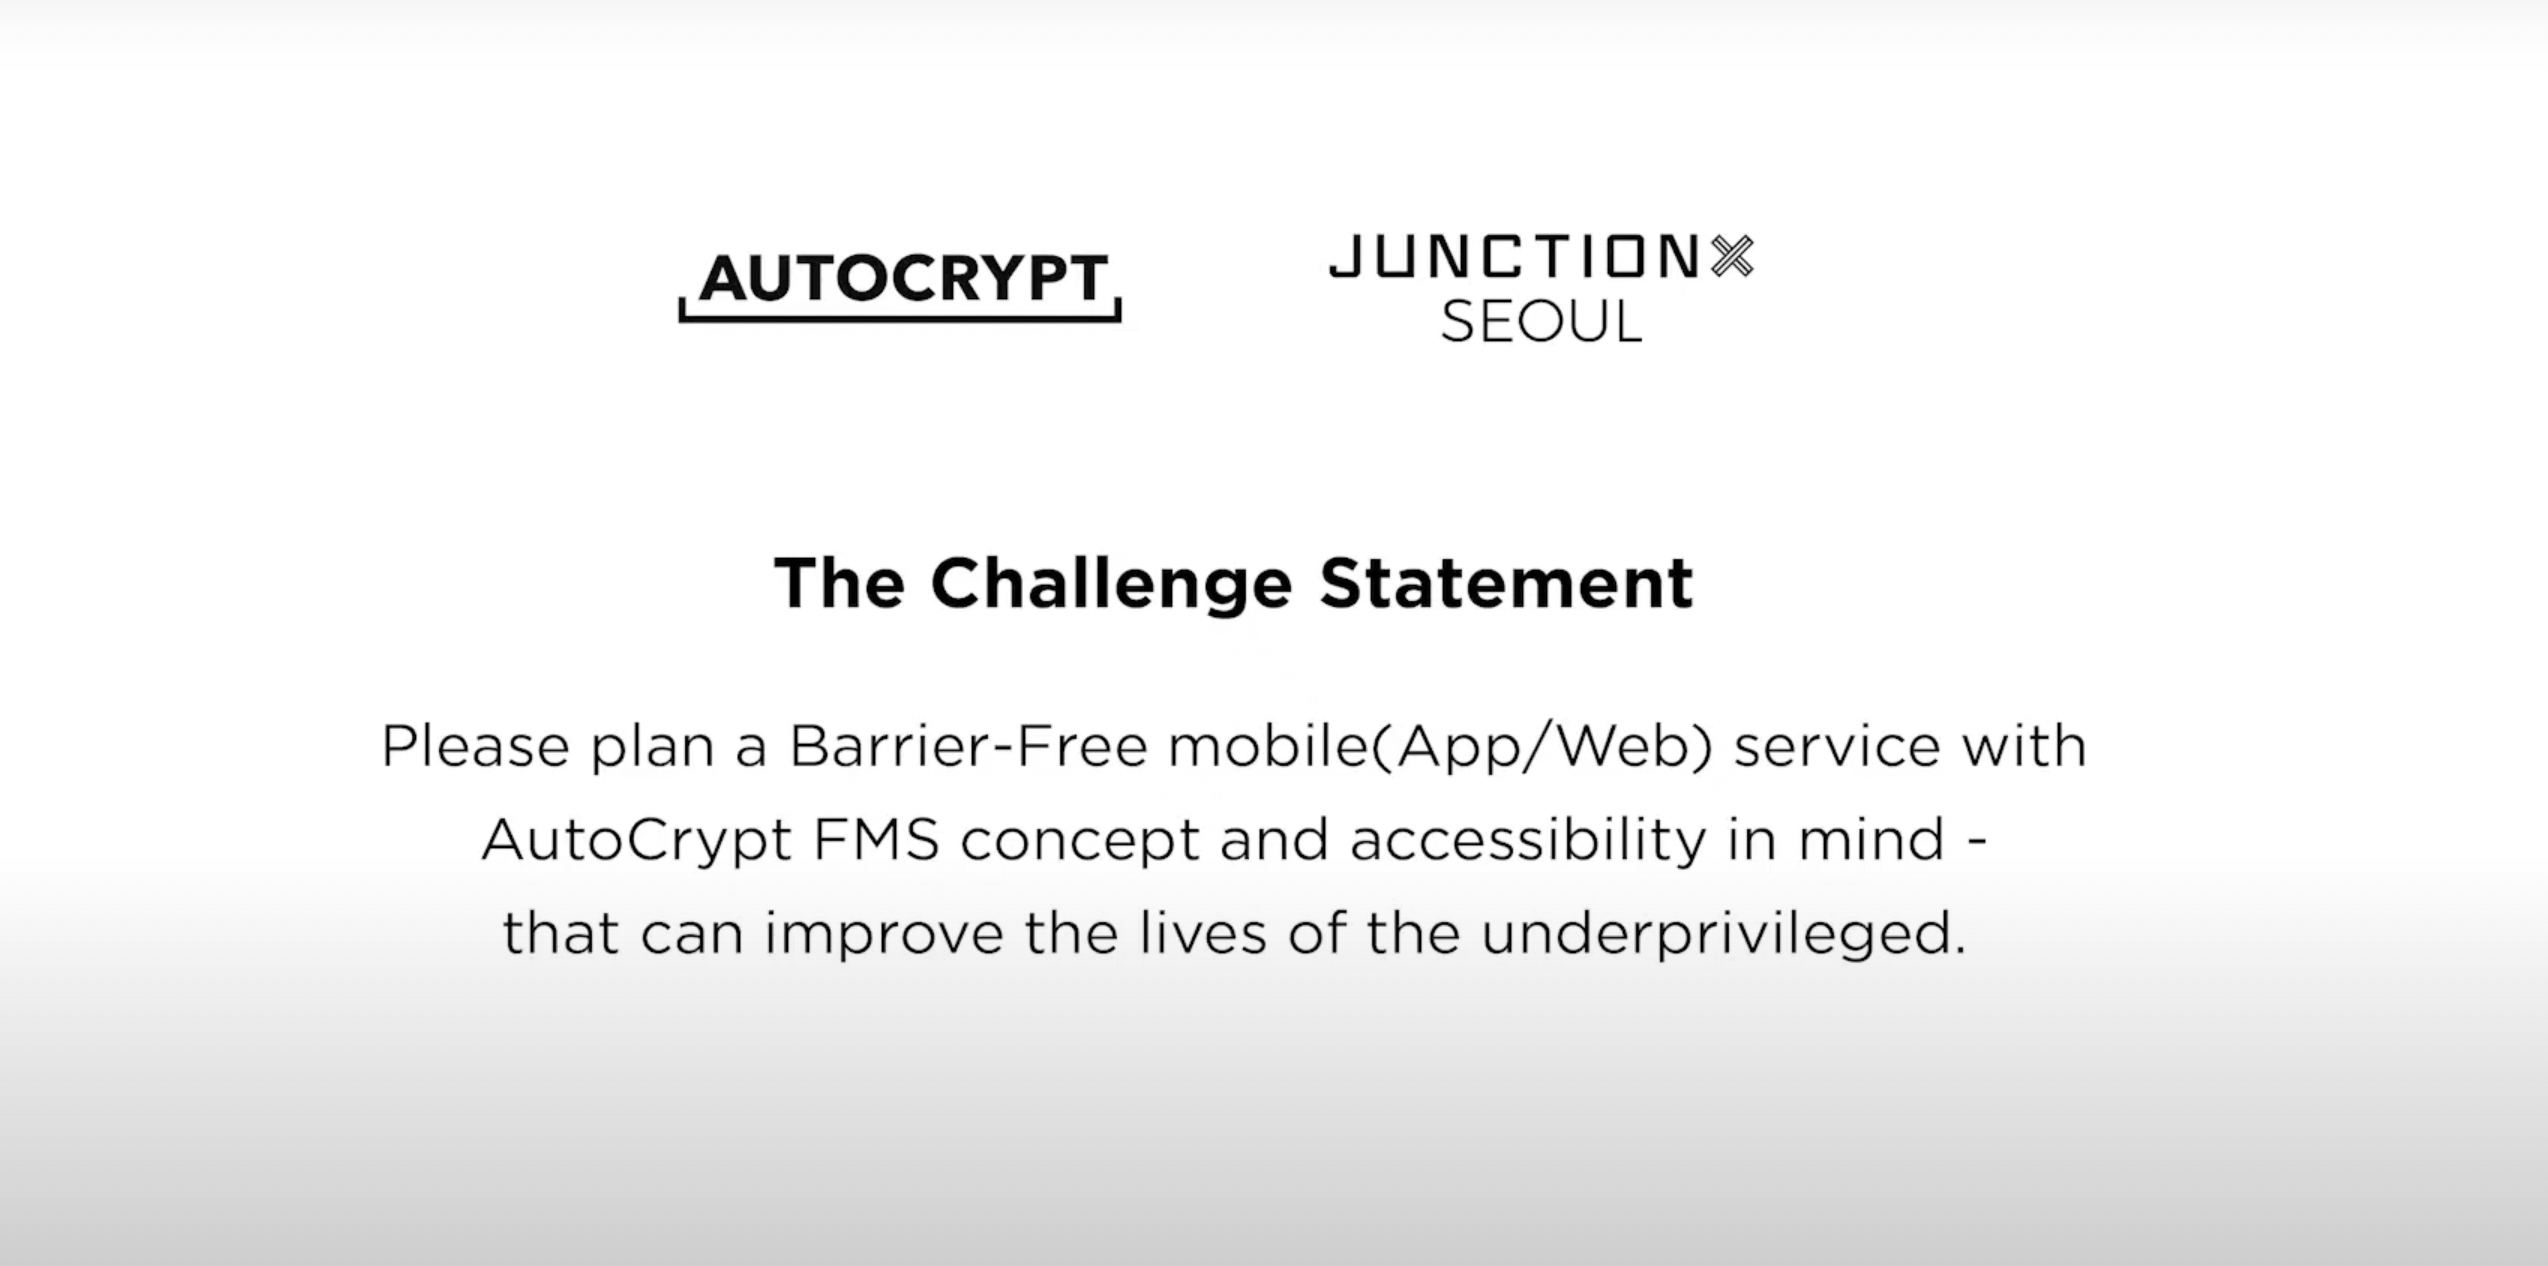 AUTOCRYPT
JUNCTIONX
SEOUL
The Challenge Statement
Please plan a Barrier-Free mobile(App/Web) service with
AutoCrypt FMS concept and accessibility in mind -
that can improve the lives of the underprivileged.